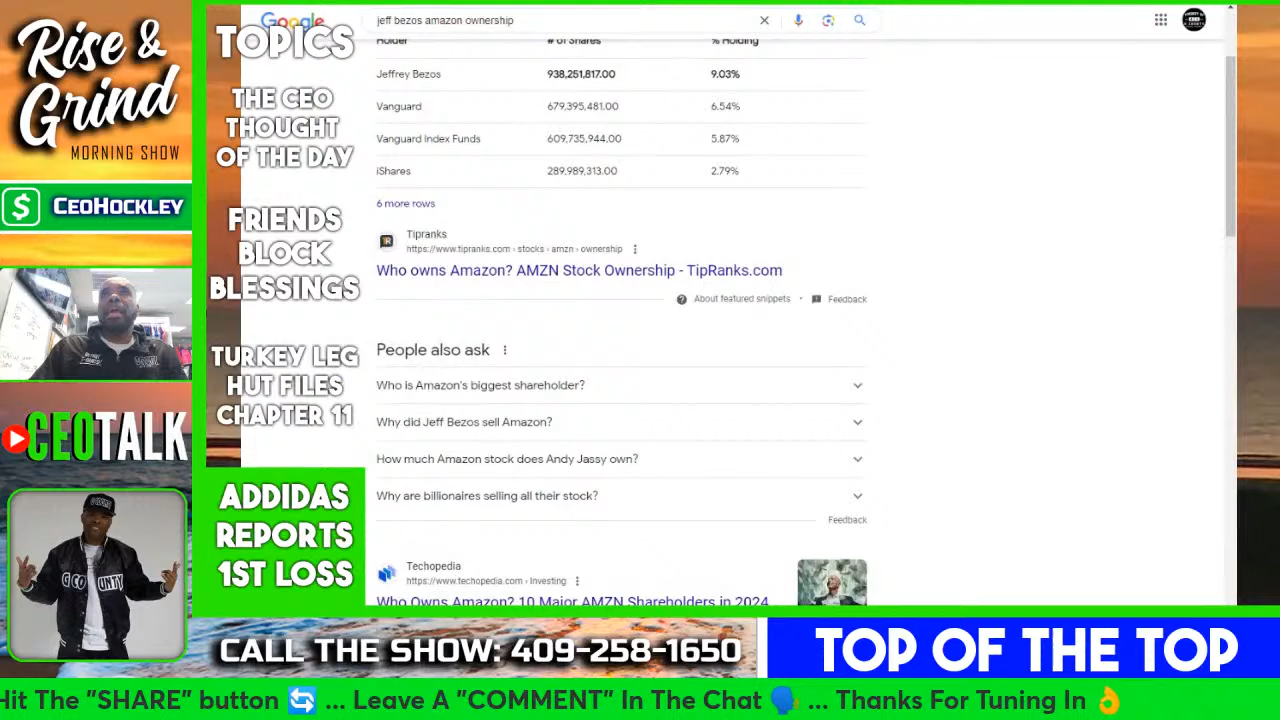 Rise &
Grind
MORNING SHOW
$ CEOHOCKLEY
CEOTALK
G COUNTY
TOPICS
THE CEO
THOUGHT
OF THE DAY
FRIENDS
BLOCK
BLESSINGS
TURKEY LEG
HUT FILES
CHAPTER 11
ADDIDAS
REPORTS
1ST LOSS
Google
jeff bezos amazon ownership
Holder # of Shares % Holding
Jeffrey Bezos 938,251,817.00 9.03%
Vanguard 679,395,481.00 6.54%
Vanguard Index Funds 609,735,944.00 5.87%
iShares 289,989,313.00 2.79%
6 more rows
Tipranks
https://www.tipranks.com › stocks › amzn › ownership
Who owns Amazon? AMZN Stock Ownership - TipRanks.com
About featured snippets • Feedback
People also ask
Who is Amazon's biggest shareholder?
Why did Jeff Bezos sell Amazon?
How much Amazon stock does Andy Jassy own?
Why are billionaires selling all their stock?
Feedback
Techopedia
https://www.techopedia.com › Investing
Who Owns Amazon? 10 Major AMZN Shareholders in 2024
CALL THE SHOW: 409-258-1650
TOP OF THE TOP
Hit The "SHARE" button 🔄 ... Leave A "COMMENT" In The Chat 🗣️ ... Thanks For Tuning In 👌